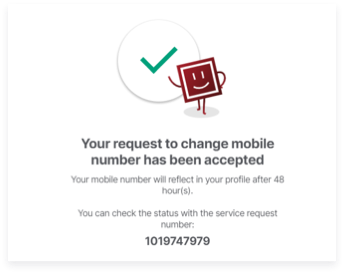 Your request to change mobile
number has been accepted
Your mobile number will reflect in your profile after 48
hour(s).
You can check the status with the service request
number:
1019747979